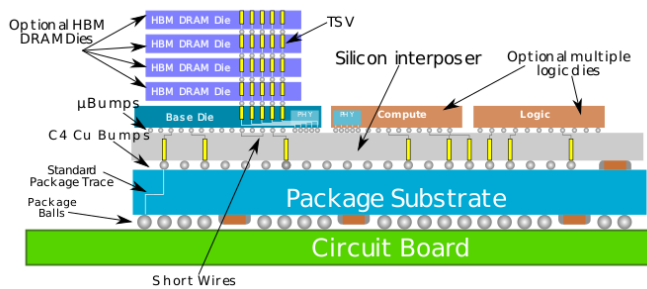 Optional HBM
DRAM Dies
HBM DRAM Die
HBM DRAM Die
HBM DRAM Die
HBM DRAM Die
TSV
Silicon interposer
Optional multiple
logic dies
µBumps
Base Die
PHY
PHY
Compute
Logic
C4 Cu Bumps
Standard
Package Trace
Package
Balls
Package Substrate
Circuit Board
Short Wires